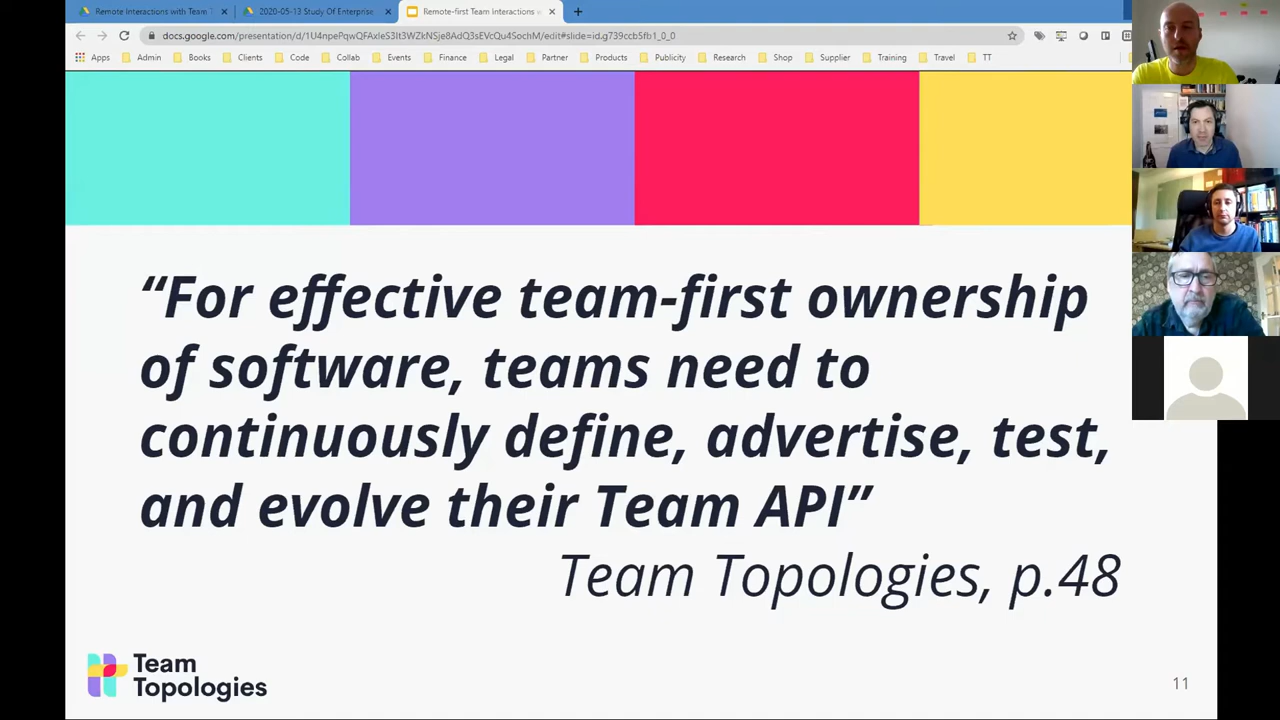 Remote Interactions with Team T
2020-05-13 Study Of Enterprise
Remote-first Team Interactions w
docs.google.com/presentation/d/1U4npePqwQFAxleS3It3WZkNSje8AdQ3sEVcQu4SochM/edit#slide=id.g739ccb5fb1_0_0
Apps Admin Books Clients Code Collab Events Finance Legal Partner Products Publicity Research Shop Supplier Training Travel TT
“For effective team-first ownership
of software, teams need to
continuously define, advertise, test,
and evolve their Team API”
Team Topologies, p.48
Team
Topologies
11